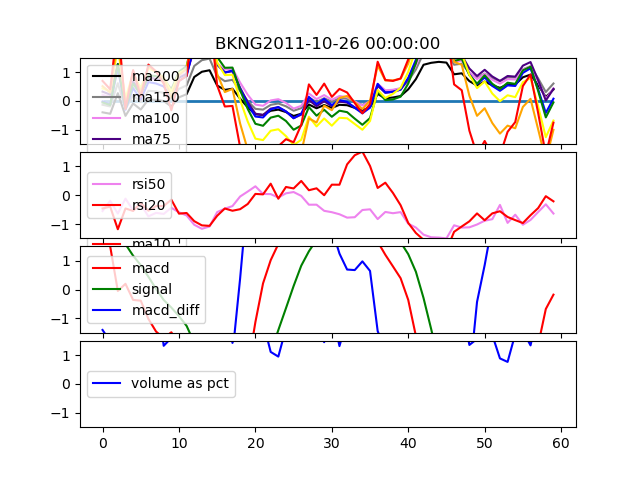 BKNG2011-10-26 00:00:00
1
0
−1
ma200
ma150
ma100
ma75
1
0
−1
rsi50
rsi20
ma10
1
0
−1
macd
signal
macd_diff
1
0
−1
volume as pct
0 10 20 30 40 50 60